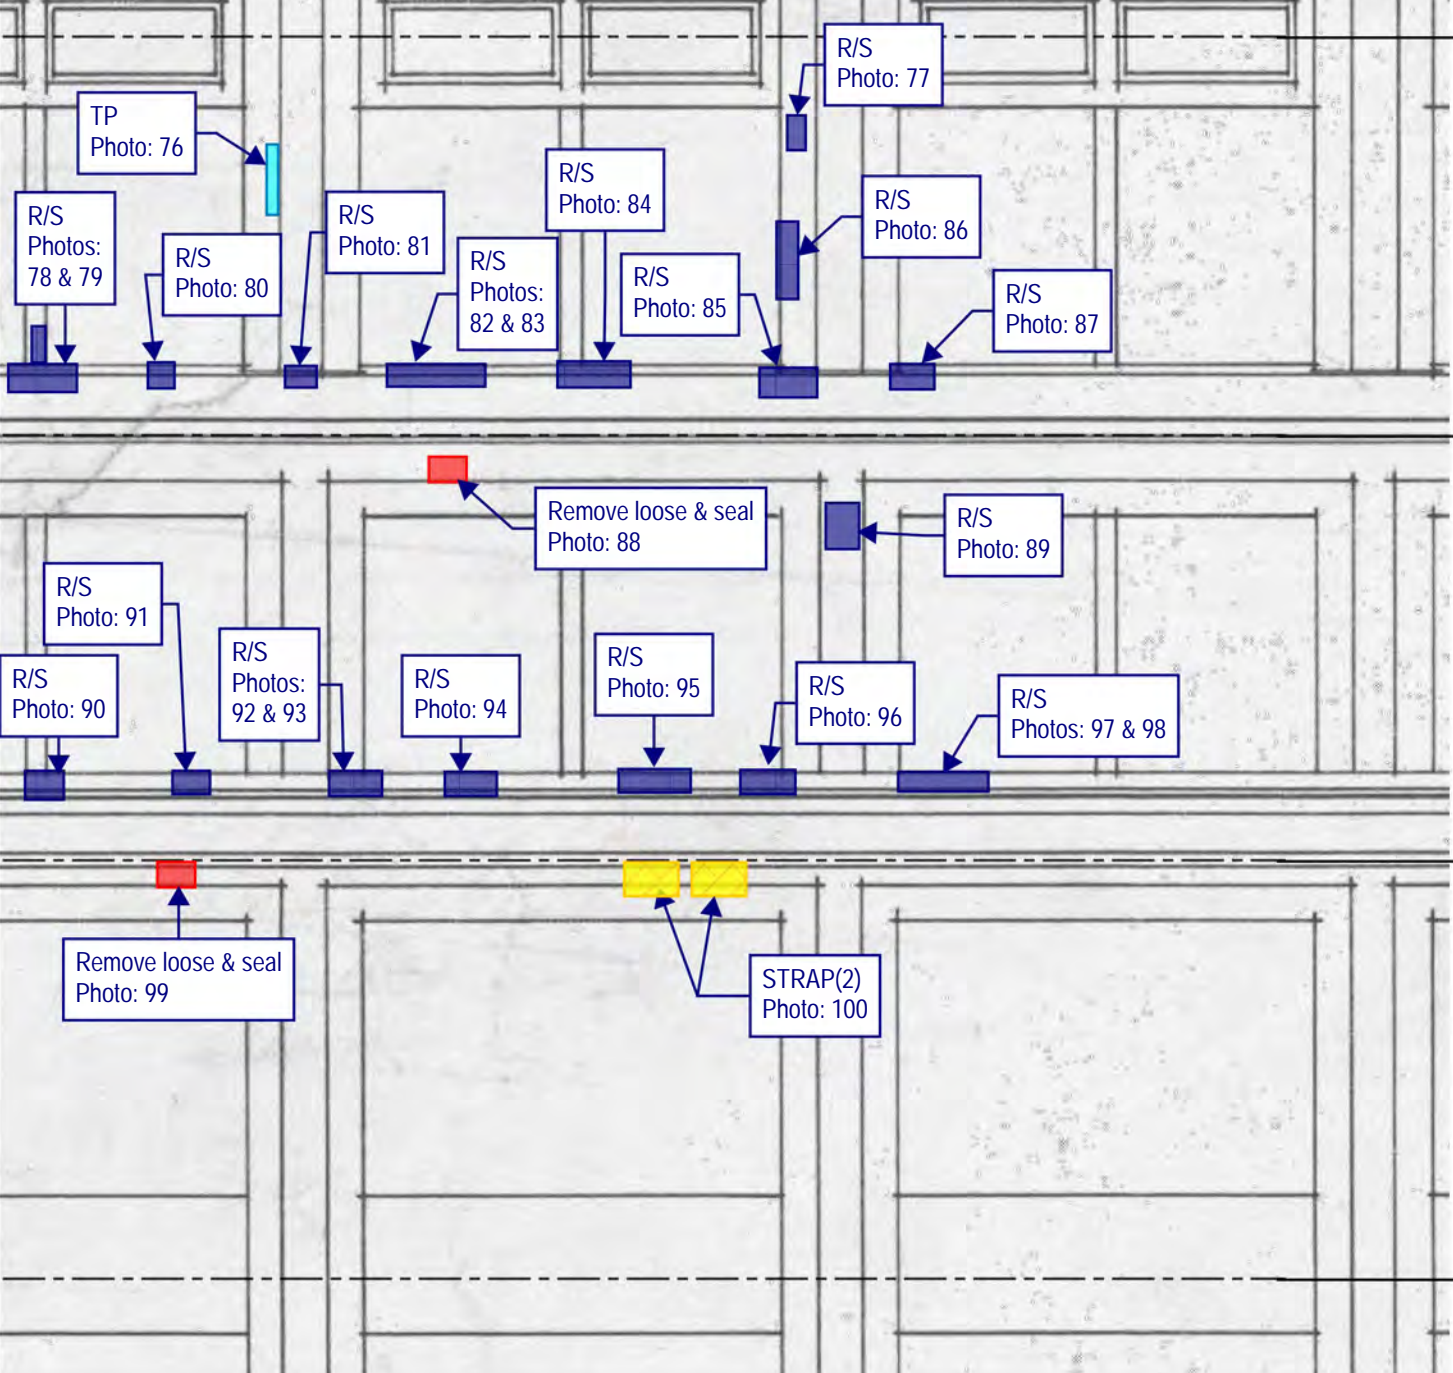 R/S
Photo: 77
TP
Photo: 76
R/S
Photo: 84
R/S
Photo: 86
R/S
Photos:
78 & 79
R/S
Photo: 81
R/S
Photo: 80
R/S
Photos:
82 & 83
R/S
Photo: 85
R/S
Photo: 87
Remove loose & seal
Photo: 88
R/S
Photo: 89
R/S
Photo: 91
R/S
Photo: 90
R/S
Photos:
92 & 93
R/S
Photo: 94
R/S
Photo: 95
R/S
Photo: 96
R/S
Photos: 97 & 98
Remove loose & seal
Photo: 99
STRAP(2)
Photo: 100